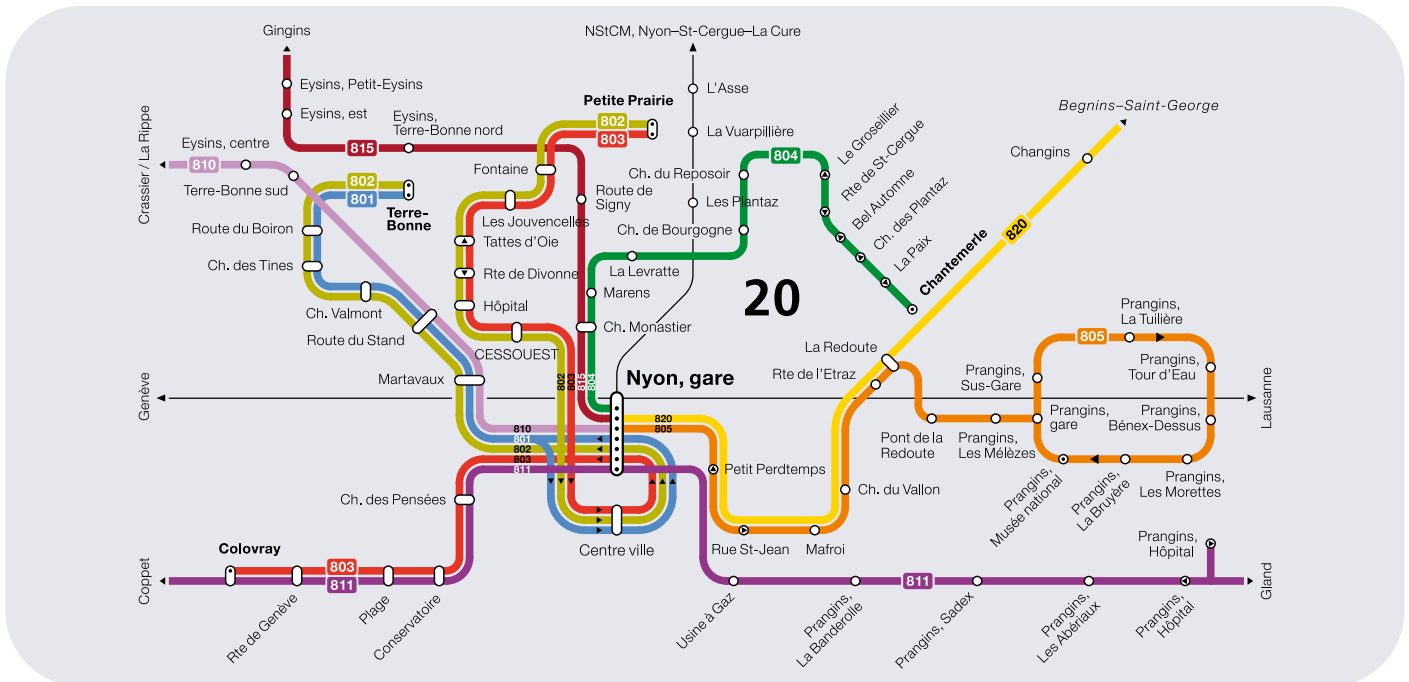 Gingins
NStCM, Nyon–St-Cergue–La Cure
Eysins, Petit-Eysins
Eysins, est
Eysins,
Terre-Bonne nord
815
Eysins, centre
810
Crassier / La Rippe
Terre-Bonne sud
802
801
Terre-
Bonne
Route du Boiron
Ch. des Tines
Ch. Valmont
Route du Stand
Martavaux
Petite Prairie
802
803
Fontaine
Les Jouvencelles
Tattes d’Oie
Rte de Divonne
Hôpital
CESSOUEST
Route de
Signy
L’Asse
La Vuarpillière
Les Plantaz
Ch. du Reposoir
804
Ch. de Bourgogne
La Levratte
Marens
Ch. Monastier
Le Groseillier
Rte de St-Cergue
Bel Automne
Ch. des Plantaz
La Paix
20
Begnins–Saint-George
Changins
820
Chantemerle
La Redoute
Rte de l’Etraz
Prangins,
Sus-Gare
805
Prangins,
La Tuilière
Prangins,
Tour d’Eau
Prangins,
Bénex-Dessus
Prangins,
gare
Pont de la
Redoute
Prangins,
Les Mélèzes
Prangins,
Musée national
Prangins,
La Bruyère
Prangins,
Les Morettes
Genève
Lausanne
802
803
815
804
Nyon, gare
810
801
802
803
811
820
805
Petit Perdtemps
Ch. du Vallon
Rue St-Jean
Mafroi
Centre ville
Ch. des Pensées
Colovray
803
811
Coppet
Rte de Genève
Plage
Conservatoire
Usine à Gaz
Prangins,
La Banderolle
811
Prangins, Sadex
Prangins,
Les Abériaux
Prangins,
Hôpital
Prangins,
Hôpital
Gland